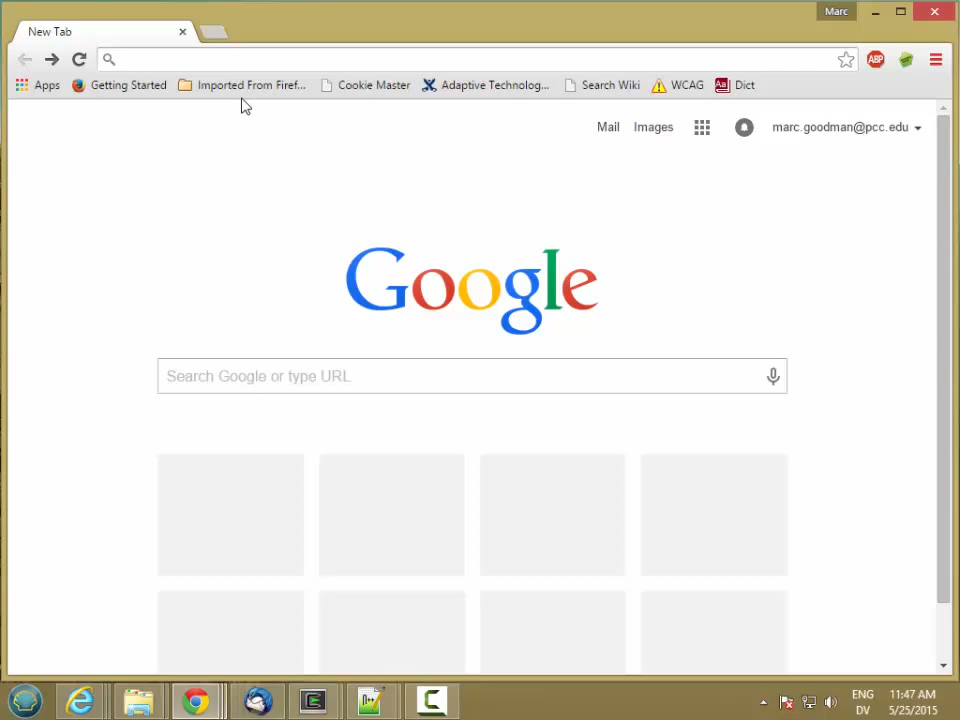 Marc
New Tab
ABP
Apps Getting Started Imported From Firef... Cookie Master Adaptive Technolog... Search Wiki WCAG Dict
Mail Images marc.goodman@pcc.edu
Google
Search Google or type URL
ENG 11:47 AM
DV 5/25/2015